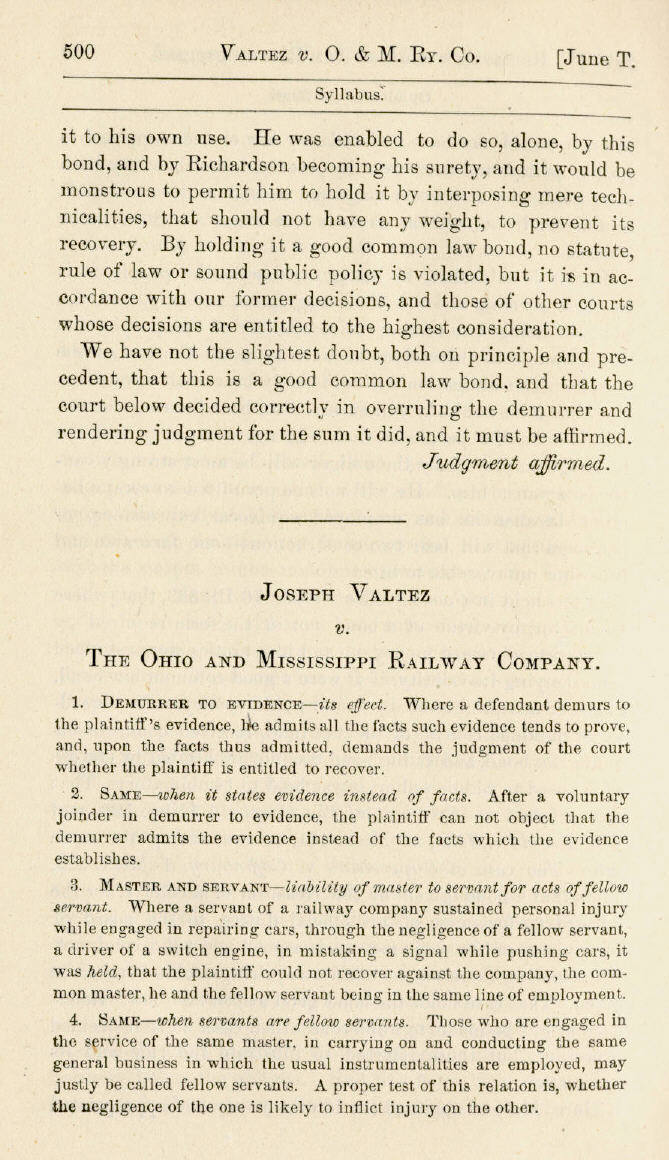 500 VALTEZ v. O. & M. RY. CO. [June T.
Syllabus.
it to his own use. He was enabled to do so, alone, by this
bond, and by Richardson becoming his surety, and it would be
monstrous to permit him to hold it by interposing mere tech-
nicalities, that should not have any weight, to prevent its
recovery. By holding it a good common law bond, no statute,
rule of law or sound public policy is violated, but it is in ac-
cordance with our former decisions, and those of other courts
whose decisions are entitled to the highest consideration.
We have not the slightest doubt, both on principle and pre-
cedent, that this is a good common law bond, and that the
court below decided correctly in overruling the demurrer and
rendering judgment for the sum it did, and it must be affirmed.
Judgment affirmed.
JOSEPH VALTEZ
v.
THE OHIO AND MISSISSIPPI RAILWAY COMPANY.
1. DEMURRER TO EVIDENCE—its effect. Where a defendant demurs to
the plaintiff's evidence, he admits all the facts such evidence tends to prove,
and, upon the facts thus admitted, demands the judgment of the court
whether the plaintiff is entitled to recover.
2. SAME—when it states evidence instead of facts. After a voluntary
joinder in demurrer to evidence, the plaintiff can not object that the
demurrer admits the evidence instead of the facts which the evidence
establishes.
3. MASTER AND SERVANT—liability of master to servant for acts of fellow
servant. Where a servant of a railway company sustained personal injury
while engaged in repairing cars, through the negligence of a fellow servant,
a driver of a switch engine, in mistaking a signal while pushing cars, it
was held, that the plaintiff could not recover against the company, the com-
mon master, he and the fellow servant being in the same line of employment.
4. SAME—when servants are fellow servants. Those who are engaged in
the service of the same master, in carrying on and conducting the same
general business in which the usual instrumentalities are employed, may
justly be called fellow servants. A proper test of this relation is, whether
the negligence of the one is likely to inflict injury on the other.